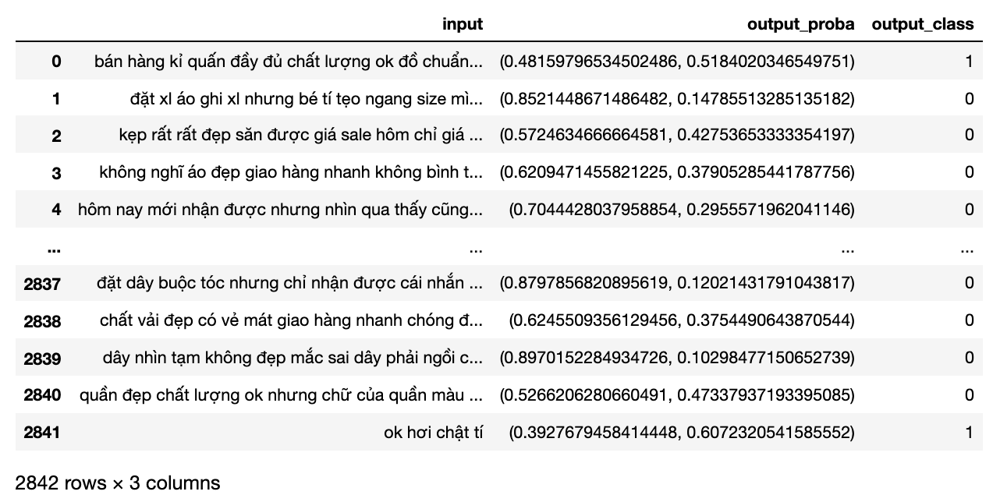 input output_proba output_class
0 bán hàng kỉ quấn đầy đủ chất lượng ok đồ chuẩn... (0.48159796534502486, 0.5184020346549751) 1
1 đặt xl áo ghi xl nhưng bé tí tẹo ngang size mì... (0.8521448671486482, 0.14785513285135182) 0
2 kẹp rất rất đẹp săn được giá sale hôm chỉ giá ... (0.5724634666664581, 0.42753653333354197) 0
3 không nghĩ áo đẹp giao hàng nhanh không bình t... (0.6209471455821225, 0.37905285441787756) 0
4 hôm nay mới nhận được nhưng nhìn qua thấy cũng... (0.7044428037958854, 0.2955571962041146) 0
... ... ... ...
2837 đặt dây buộc tóc nhưng chỉ nhận được cái nhắn ... (0.8797856820895619, 0.12021431791043817) 0
2838 chất vải đẹp có vẻ mát giao hàng nhanh chóng đ... (0.6245509356129456, 0.3754490643870544) 0
2839 dây nhìn tạm không đẹp mắc sai dây phải ngồi c... (0.8970152284934726, 0.10298477150652739) 0
2840 quần đẹp chất lượng ok nhưng chữ của quần màu ... (0.5266206280660491, 0.47337937193395085) 0
2841 ok hơi chật tí (0.3927679458414448, 0.6072320541585552) 1
2842 rows × 3 columns